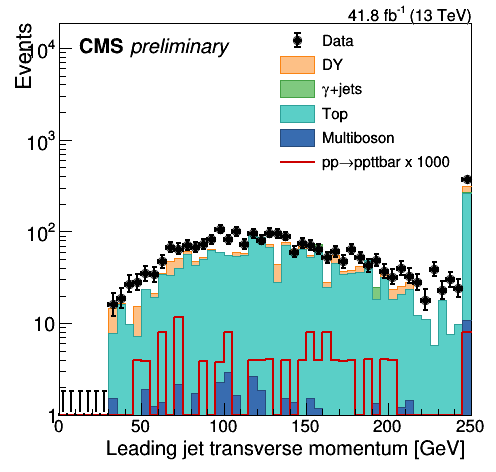 41.8 fb⁻¹ (13 TeV)
CMS preliminary
Events
10⁴
10³
10²
10
1
Data
DY
γ+jets
Top
Multiboson
pp→ppttbar x 1000
0 50 100 150 200 250
Leading jet transverse momentum [GeV]